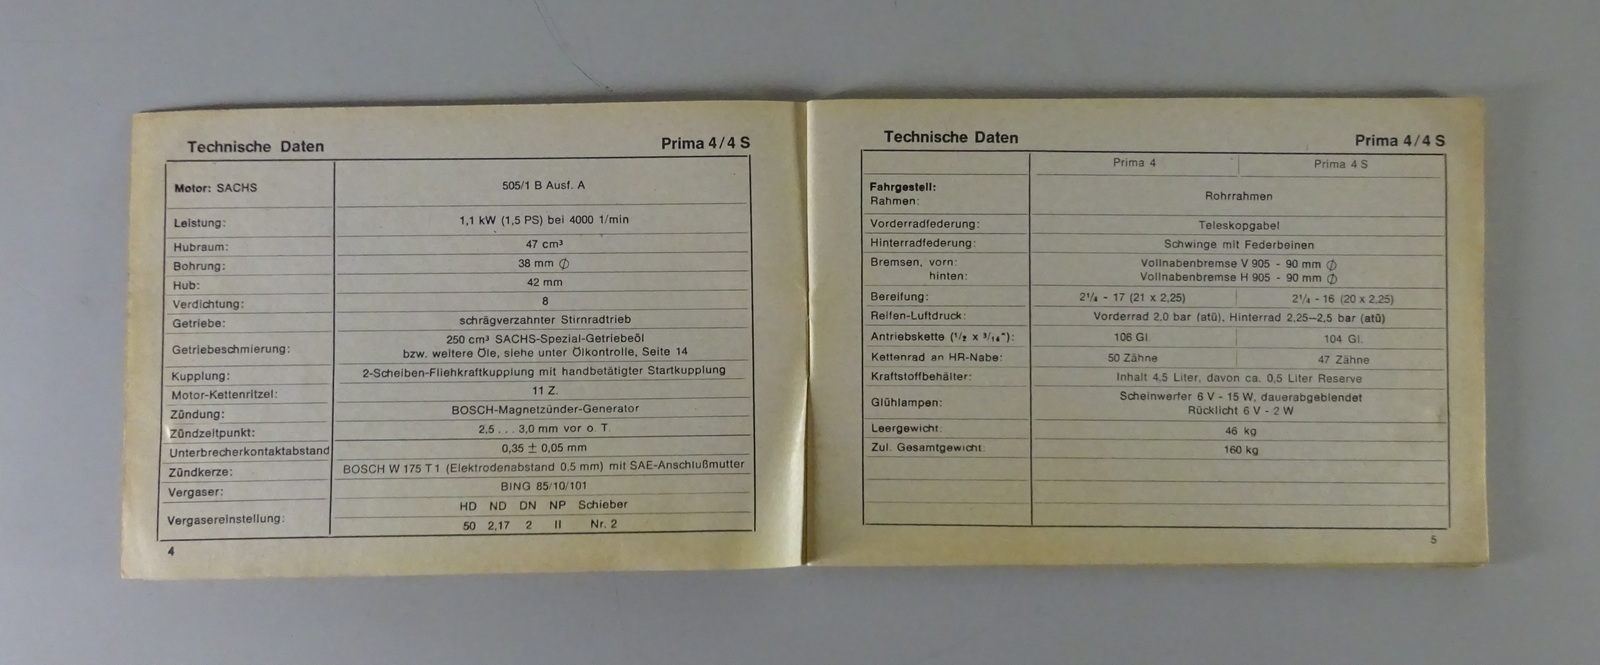 Technische Daten Prima 4/4 S
Motor: SACHS 505/1 B Ausf. A
Leistung: 1,1 kW (1,5 PS) bei 4000 1/min
Hubraum: 47 cm³
Bohrung: 38 mm ∅
Hub: 42 mm
Verdichtung: 8
Getriebe: schrägverzahnter Stirnradtrieb
Getriebeschmierung: 250 cm³ SACHS-Spezial-Getriebeöl
bzw. weitere Öle, siehe unter Ölkontrolle, Seite 14
Kupplung: 2-Scheiben-Fliehkraftkupplung mit handbetätigter Startkupplung
Motor-Kettenritzel: 11 Z.
Zündung: BOSCH-Magnetzünder-Generator
Zündzeitpunkt: 2,5 . . . 3,0 mm vor o. T.
Unterbrecherkontaktabstand 0,35 ± 0,05 mm
Zündkerze: BOSCH W 175 T 1 (Elektrodenabstand 0,5 mm) mit SAE-Anschlußmutter
Vergaser: BING 85/10/101
Vergasereinstellung: HD ND DN NP Schieber
50 2,17 2 II Nr. 2
4
Technische Daten Prima 4/4 S
Prima 4 Prima 4 S
Fahrgestell:
Rahmen: Rohrrahmen
Vorderradfederung: Teleskopgabel
Hinterradfederung: Schwinge mit Federbeinen
Bremsen, vorn: Vollnabenbremse V 905 - 90 mm ∅
hinten: Vollnabenbremse H 905 - 90 mm ∅
Bereifung: 2¹/₄ - 17 (21 x 2,25) 2¹/₄ - 16 (20 x 2,25)
Reifen-Luftdruck: Vorderrad 2,0 bar (atü), Hinterrad 2,25–2,5 bar (atü)
Antriebskette (¹/₂ x ³/₁₆"): 106 Gl. 104 Gl.
Kettenrad an HR-Nabe: 50 Zähne 47 Zähne
Kraftstoffbehälter: Inhalt 4,5 Liter, davon ca. 0,5 Liter Reserve
Glühlampen: Scheinwerfer 6 V - 15 W, dauerabgeblendet
Rücklicht 6 V - 2 W
Leergewicht: 46 kg
Zul. Gesamtgewicht: 160 kg
5